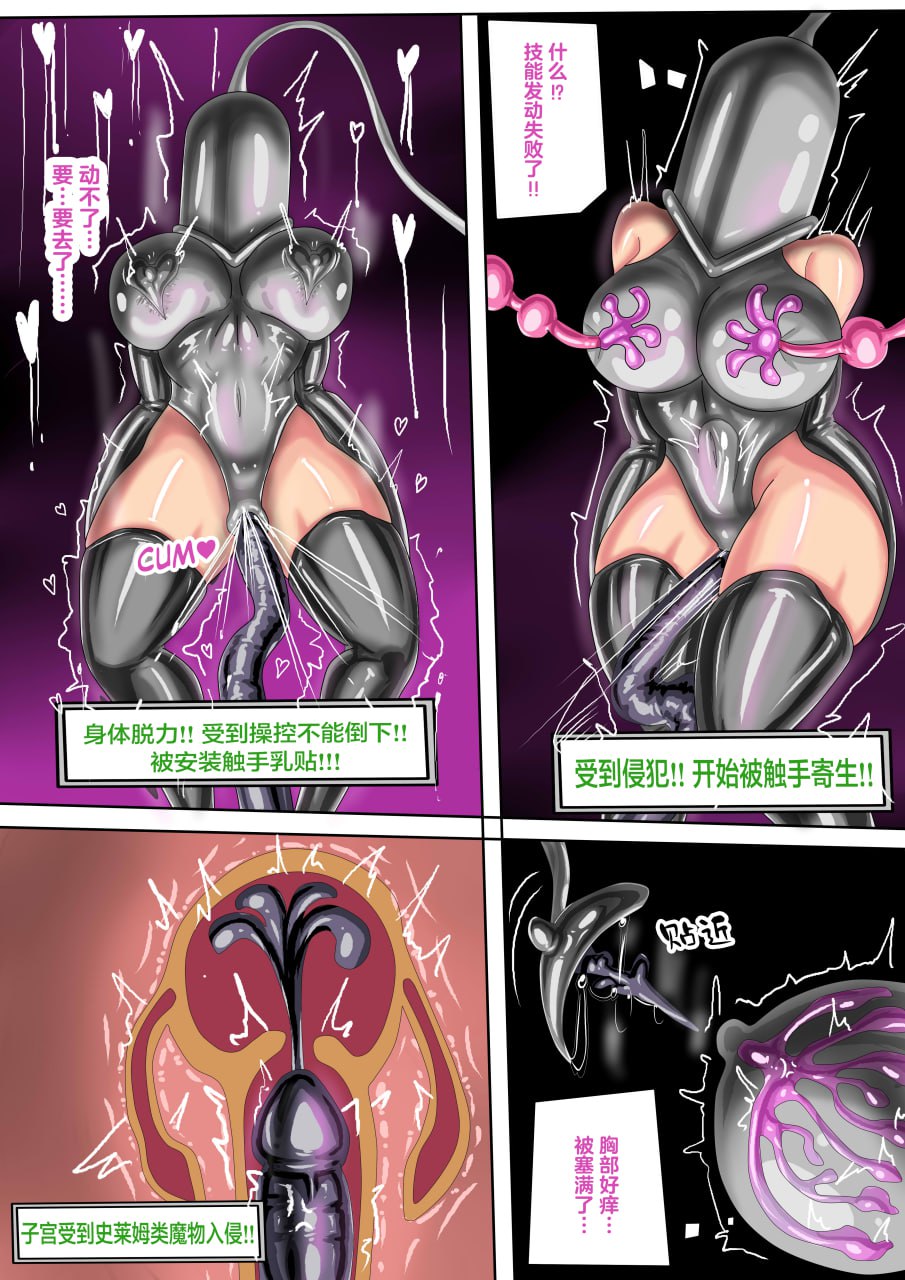 什么!?
技能发动失败了!!
受到侵犯!! 开始被触手寄生!!
动不了…
要…要去了……
CUM♥
身体脱力!! 受到操控不能倒下!!
被安装触手乳贴!!!
贴近
胸部好痒…
被塞满了…
子宫受到史莱姆类魔物入侵!!